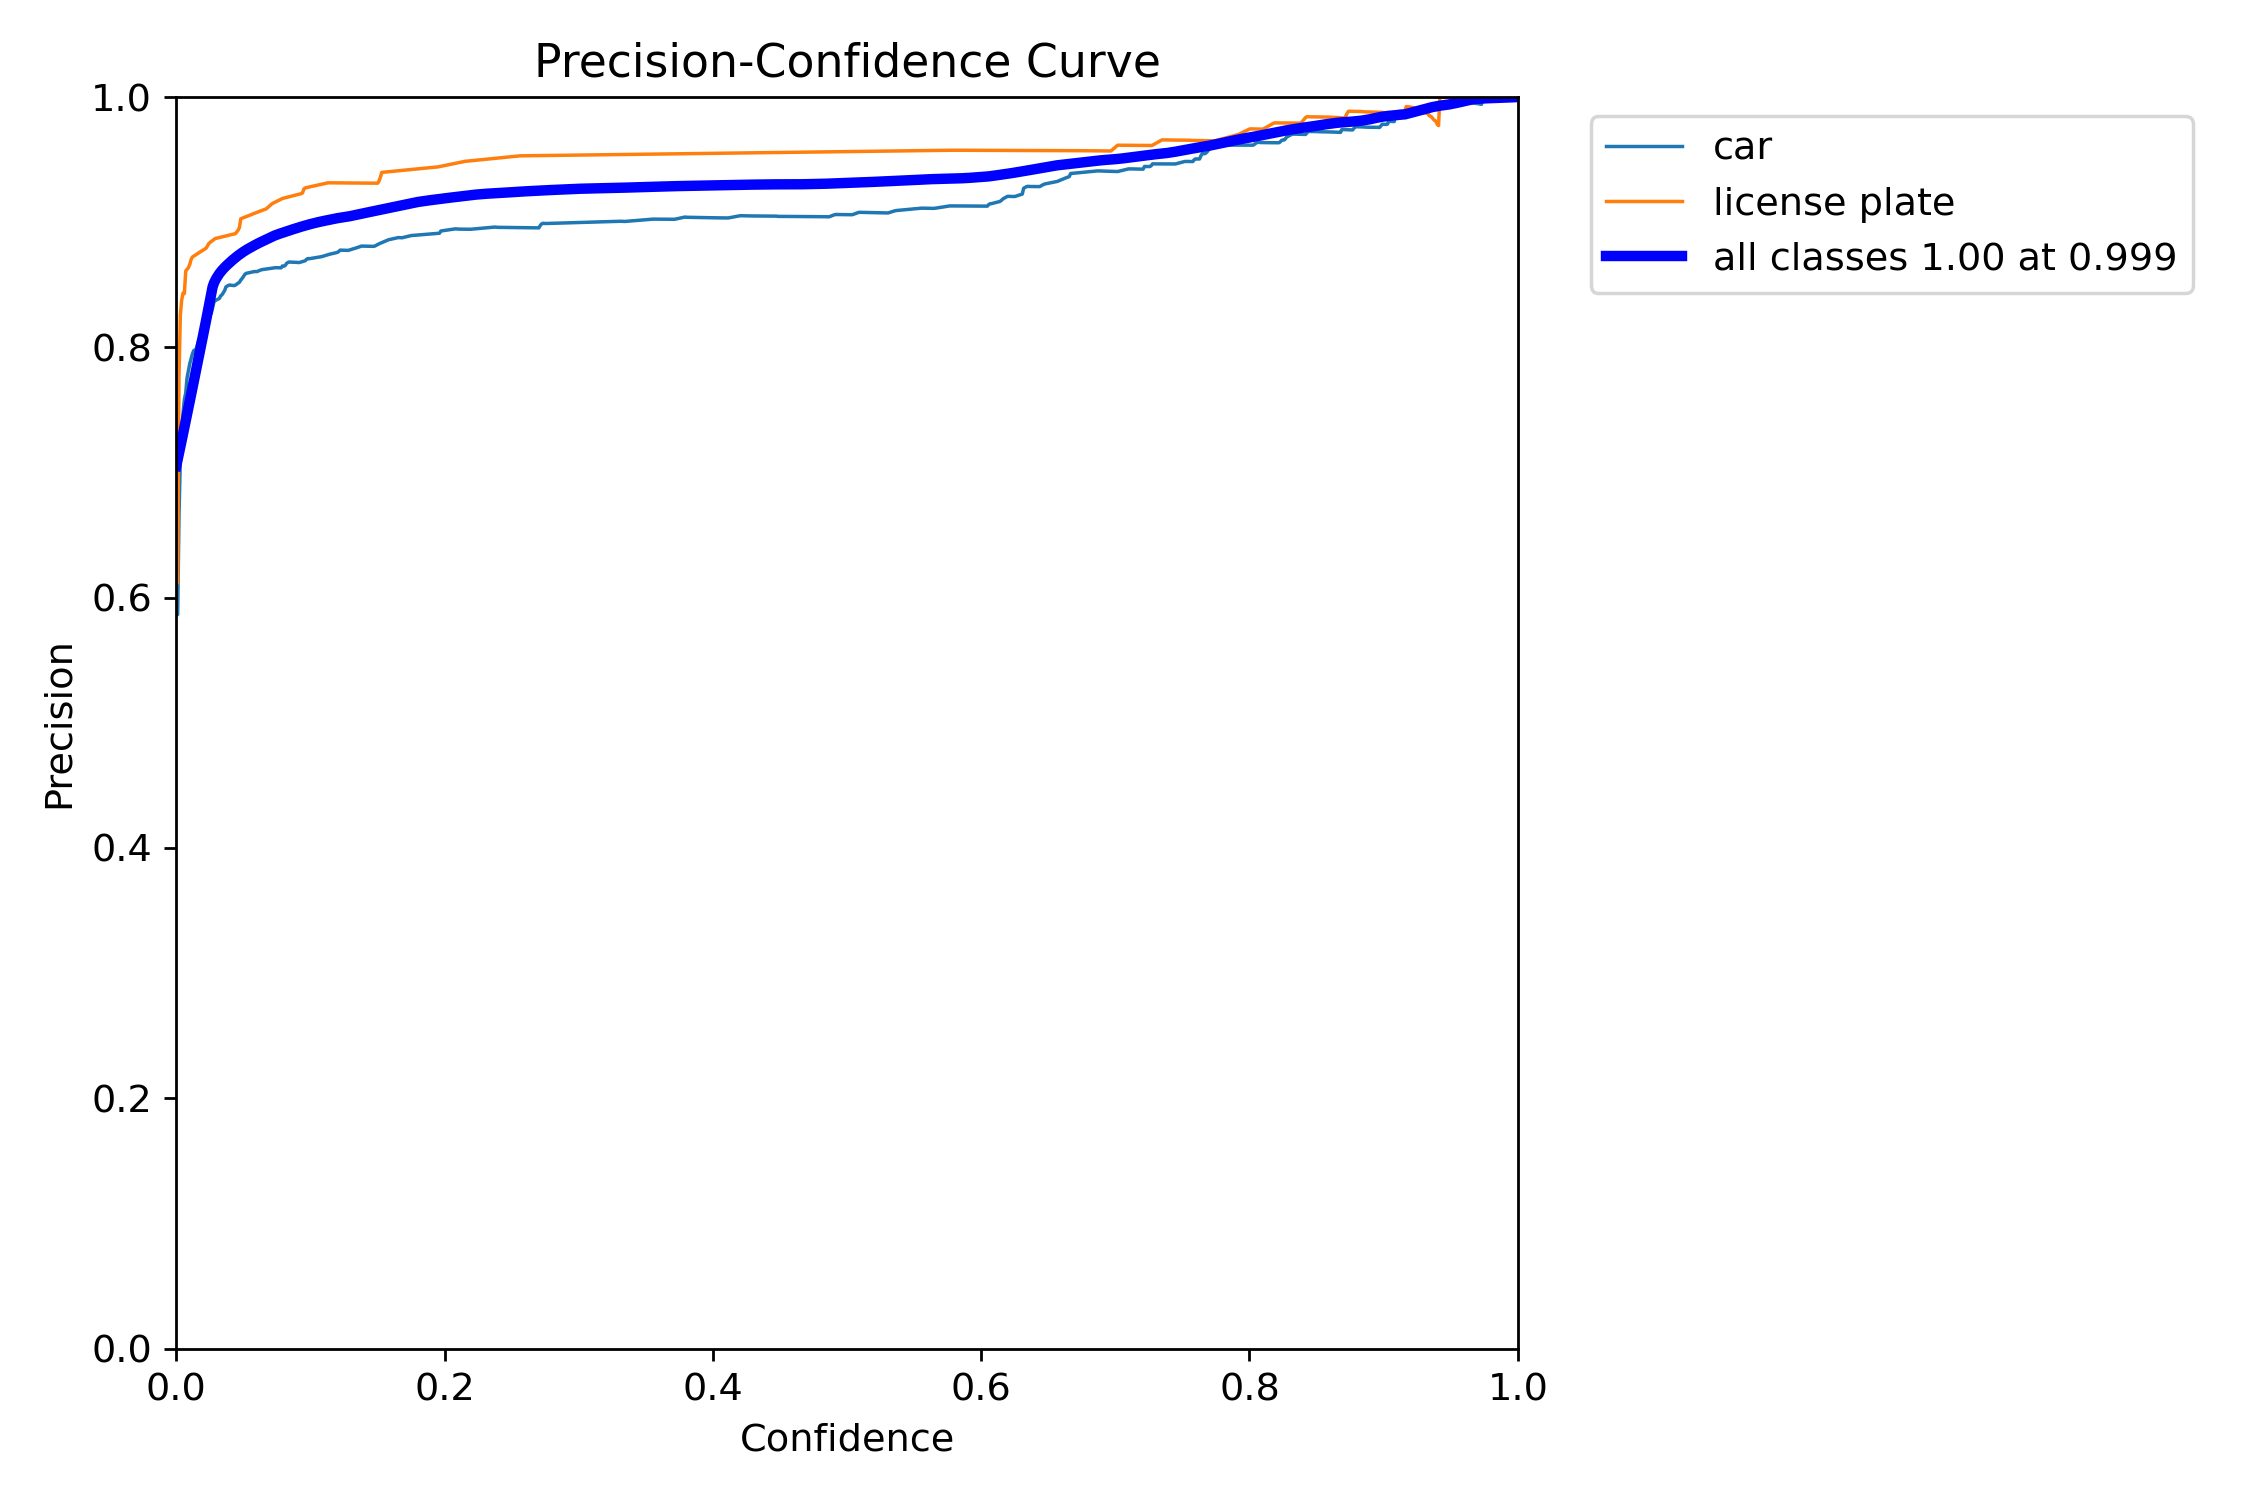 Precision-Confidence Curve
1.0
0.8
0.6
0.4
0.2
0.0
Precision
0.0 0.2 0.4 0.6 0.8 1.0
Confidence
car
license plate
all classes 1.00 at 0.999